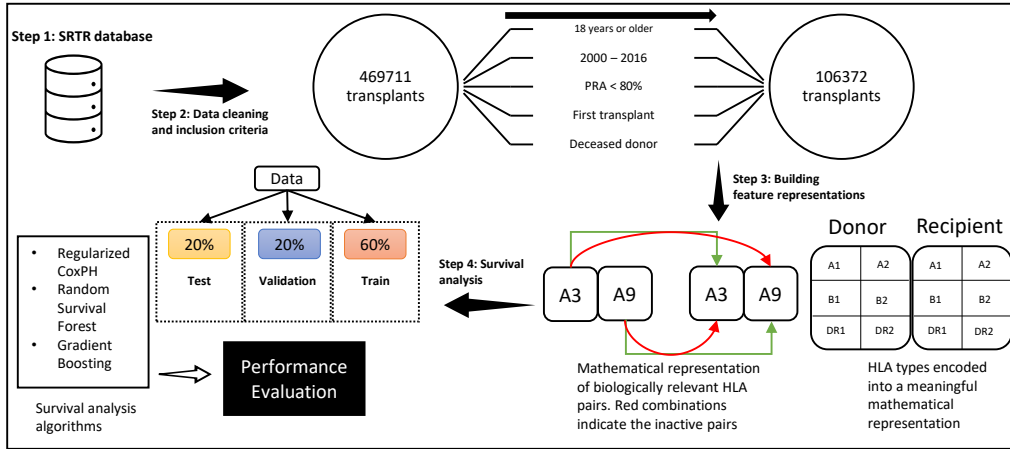 Step 1: SRTR database
Step 2: Data cleaning
and inclusion criteria
469711
transplants
18 years or older
2000 – 2016
PRA < 80%
First transplant
Deceased donor
106372
transplants
Step 3: Building
feature representations
Donor
Recipient
A1 A2
B1 B2
DR1 DR2
A1 A2
B1 B2
DR1 DR2
HLA types encoded
into a meaningful
mathematical
representation
A3 A9 A3 A9
Mathematical representation
of biologically relevant HLA
pairs. Red combinations
indicate the inactive pairs
Step 4: Survival
analysis
Data
20% 20% 60%
Test Validation Train
• Regularized
CoxPH
• Random
Survival
Forest
• Gradient
Boosting
Survival analysis
algorithms
Performance
Evaluation